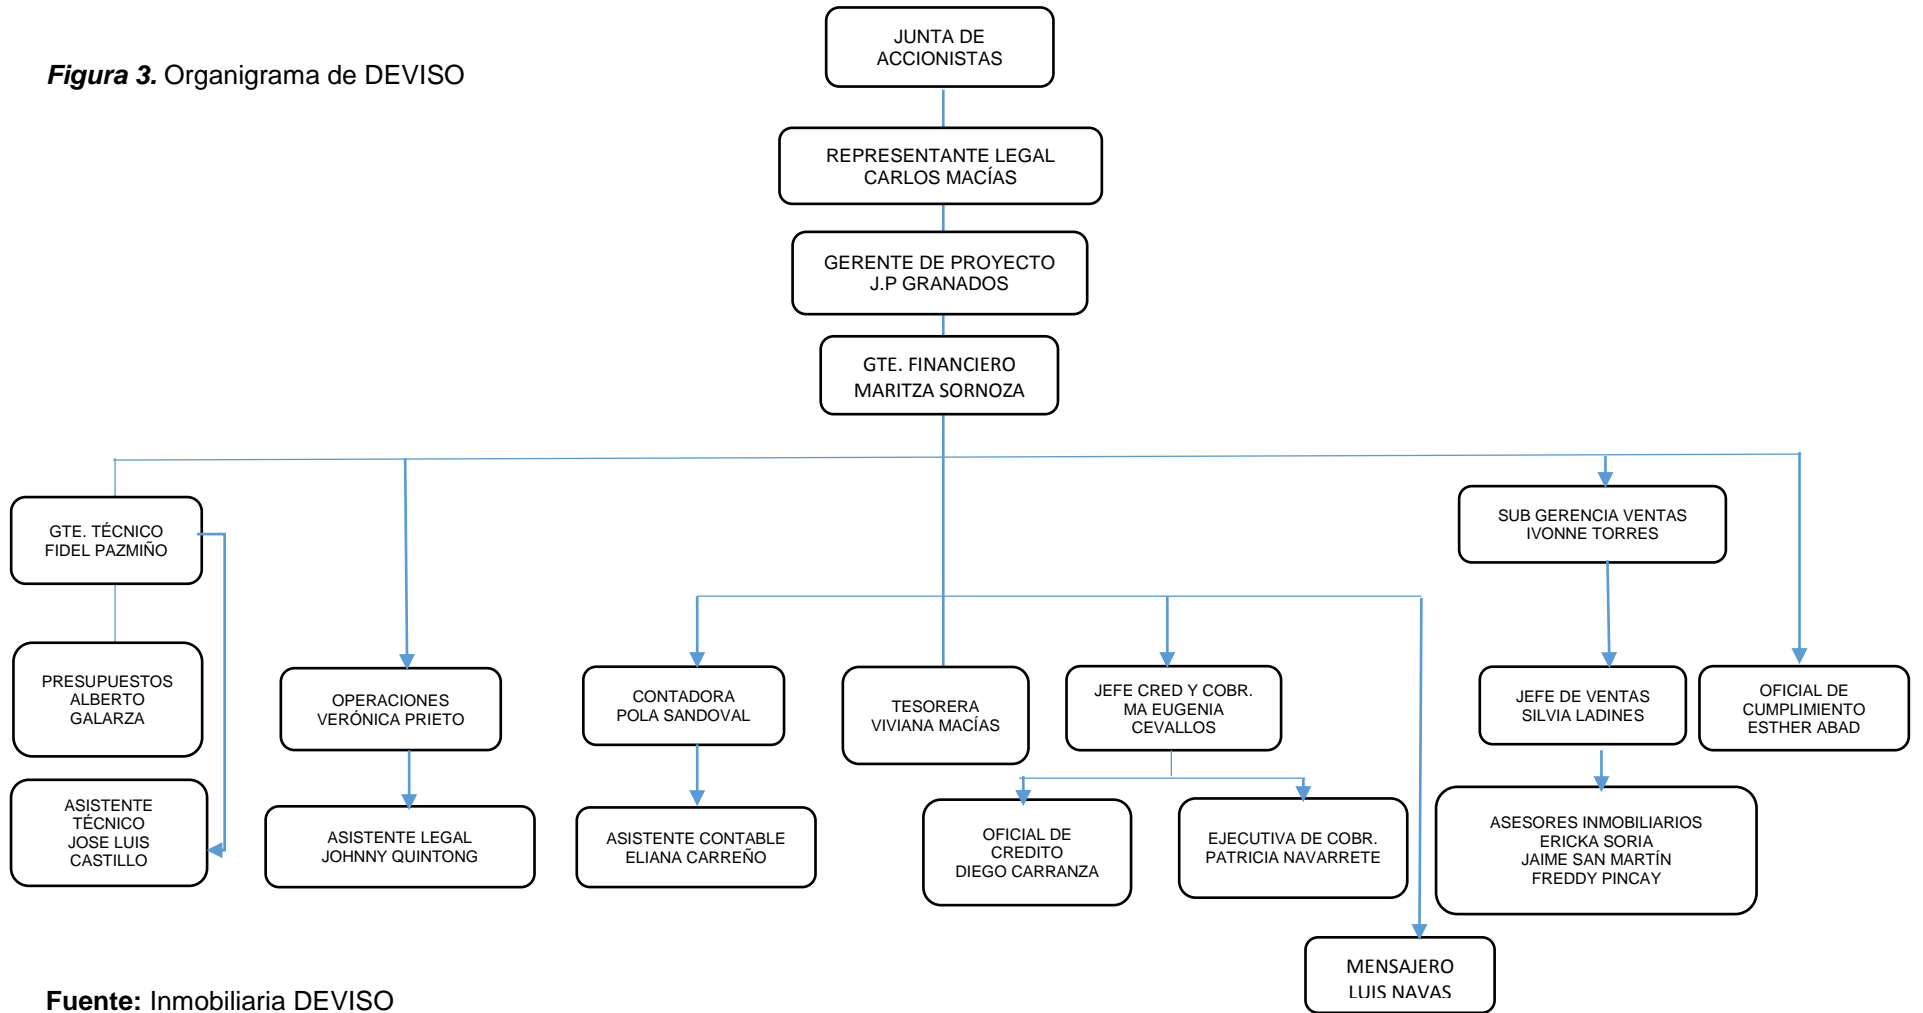 JUNTA DE
ACCIONISTAS
Figura 3. Organigrama de DEVISO
REPRESENTANTE LEGAL
CARLOS MACÍAS
GERENTE DE PROYECTO
J.P GRANADOS
GTE. FINANCIERO
MARITZA SORNOZA
GTE. TÉCNICO
FIDEL PAZMIÑO
SUB GERENCIA VENTAS
IVONNE TORRES
PRESUPUESTOS
ALBERTO
GALARZA
OPERACIONES
VERÓNICA PRIETO
CONTADORA
POLA SANDOVAL
TESORERA
VIVIANA MACÍAS
JEFE CRED Y COBR.
MA EUGENIA
CEVALLOS
JEFE DE VENTAS
SILVIA LADINES
OFICIAL DE
CUMPLIMIENTO
ESTHER ABAD
ASISTENTE
TÉCNICO
JOSE LUIS
CASTILLO
ASISTENTE LEGAL
JOHNNY QUINTONG
ASISTENTE CONTABLE
ELIANA CARREÑO
OFICIAL DE
CREDITO
DIEGO CARRANZA
EJECUTIVA DE COBR.
PATRICIA NAVARRETE
ASESORES INMOBILIARIOS
ERICKA SORIA
JAIME SAN MARTÍN
FREDDY PINCAY
MENSAJERO
LUIS NAVAS
Fuente: Inmobiliaria DEVISO